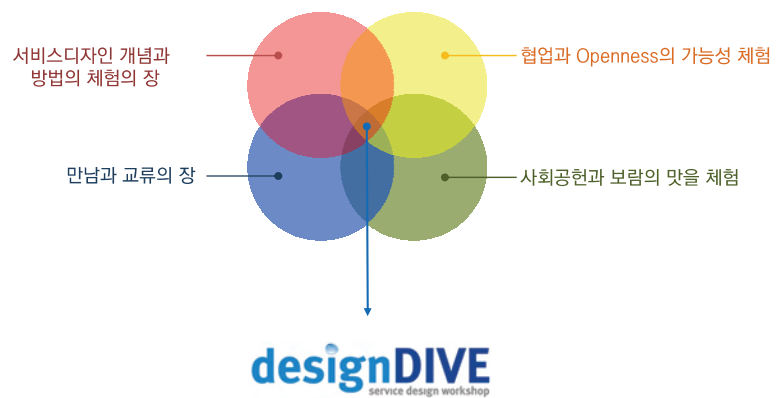 서비스디자인 개념과
방법의 체험의 장
협업과 Openness의 가능성 체험
만남과 교류의 장
사회공헌과 보람의 맛을 체험
designDIVE
service design workshop